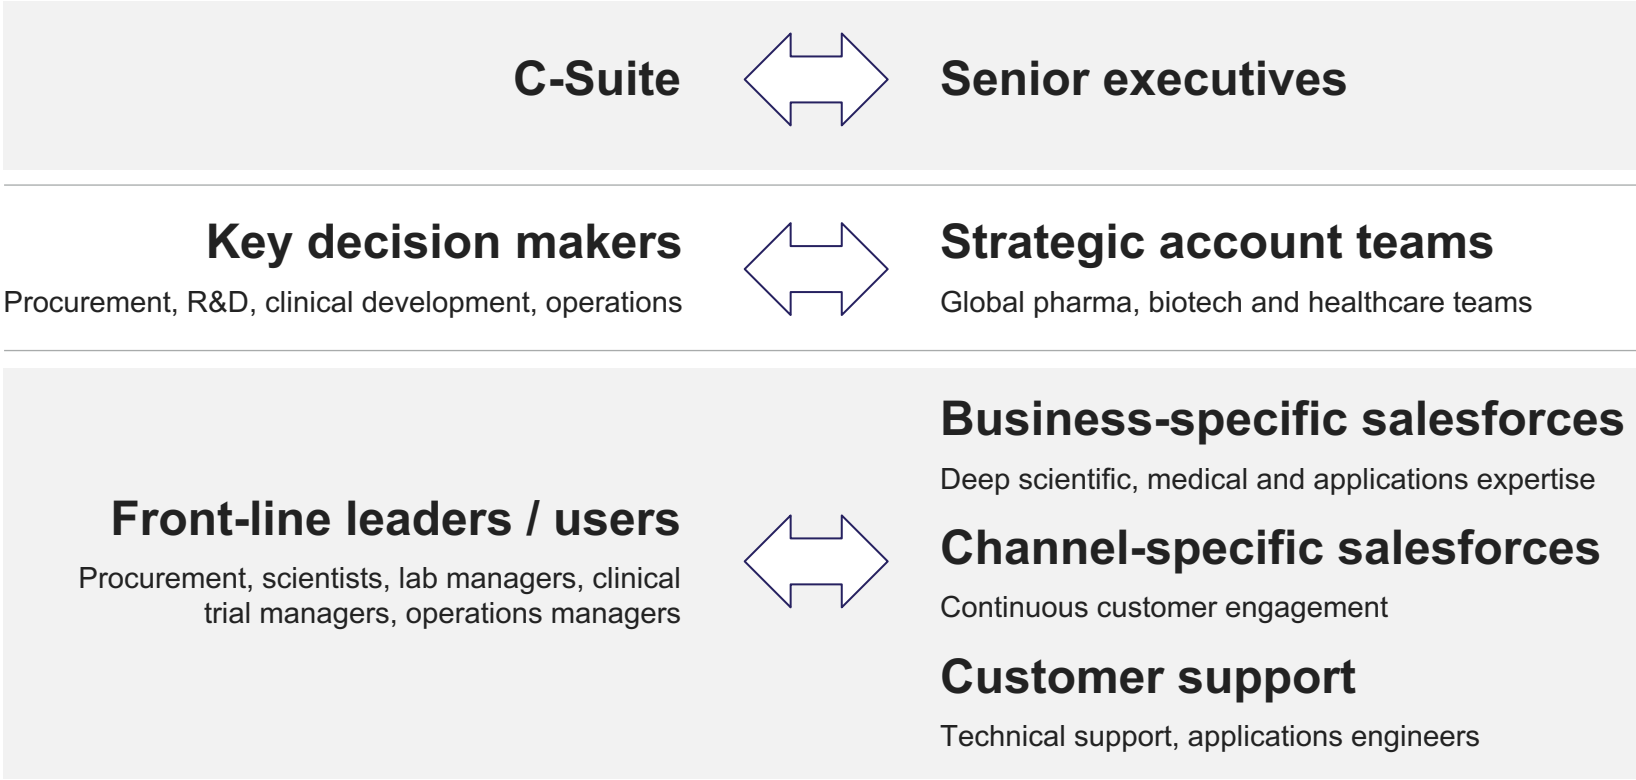 C-Suite
Senior executives
Key decision makers
Procurement, R&D, clinical development, operations
Strategic account teams
Global pharma, biotech and healthcare teams
Front-line leaders / users
Procurement, scientists, lab managers, clinical
trial managers, operations managers
Business-specific salesforces
Deep scientific, medical and applications expertise
Channel-specific salesforces
Continuous customer engagement
Customer support
Technical support, applications engineers